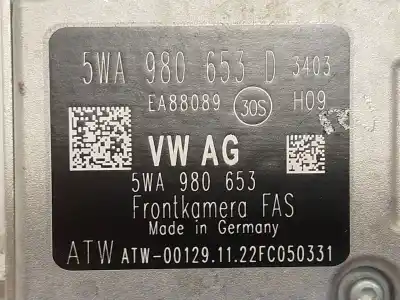 5WA 980 653 D 3403
EA88089 30S H09
VW AG
5WA 980 653
Frontkamera FAS
Made in Germany
ATW ATW-00129.11.22FC050331